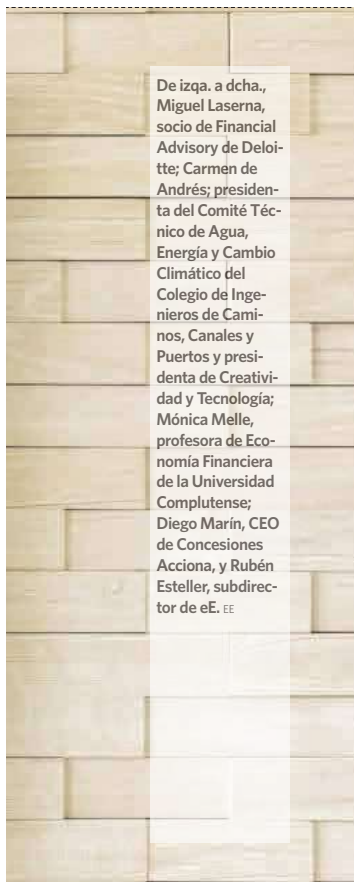 De izqa. a dcha.,
Miguel Laserna,
socio de Financial
Advisory de Deloi-
tte; Carmen de
Andrés; presiden-
ta del Comité Téc-
nico de Agua,
Energía y Cambio
Climático del
Colegio de Inge-
nieros de Cami-
nos, Canales y
Puertos y presi-
denta de Creativi-
dad y Tecnología;
Mónica Melle,
profesora de Eco-
nomía Financiera
de la Universidad
Complutense;
Diego Marín, CEO
de Concesiones
Acciona, y Rubén
Esteller, subdirec-
tor de eE. EE